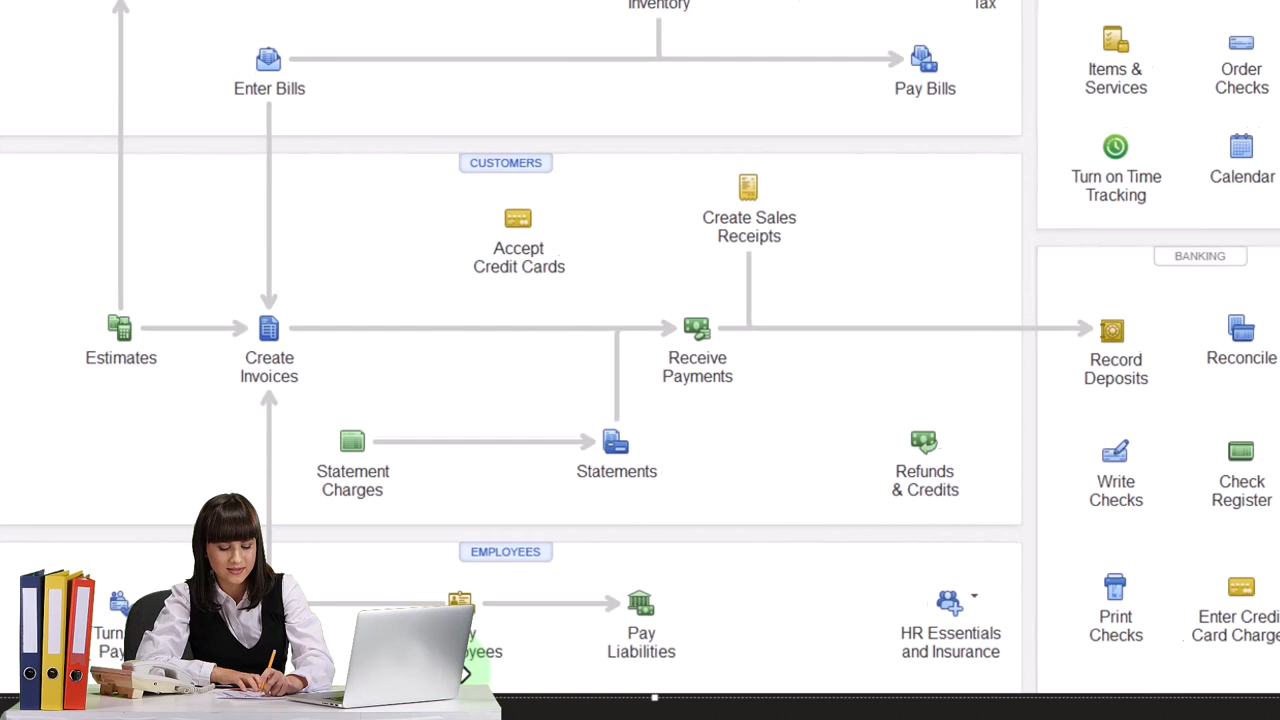 Inventory
Tax
Enter Bills
Pay Bills
Items &
Services
Order
Checks
CUSTOMERS
Turn on Time
Tracking
Calendar
Create Sales
Receipts
Accept
Credit Cards
BANKING
Estimates
Create
Invoices
Receive
Payments
Record
Deposits
Reconcile
Statement
Charges
Statements
Refunds
& Credits
Write
Checks
Check
Register
EMPLOYEES
Turn
Pay
Liabilities
HR Essentials
and Insurance
Print
Checks
Enter Credi
Card Charge